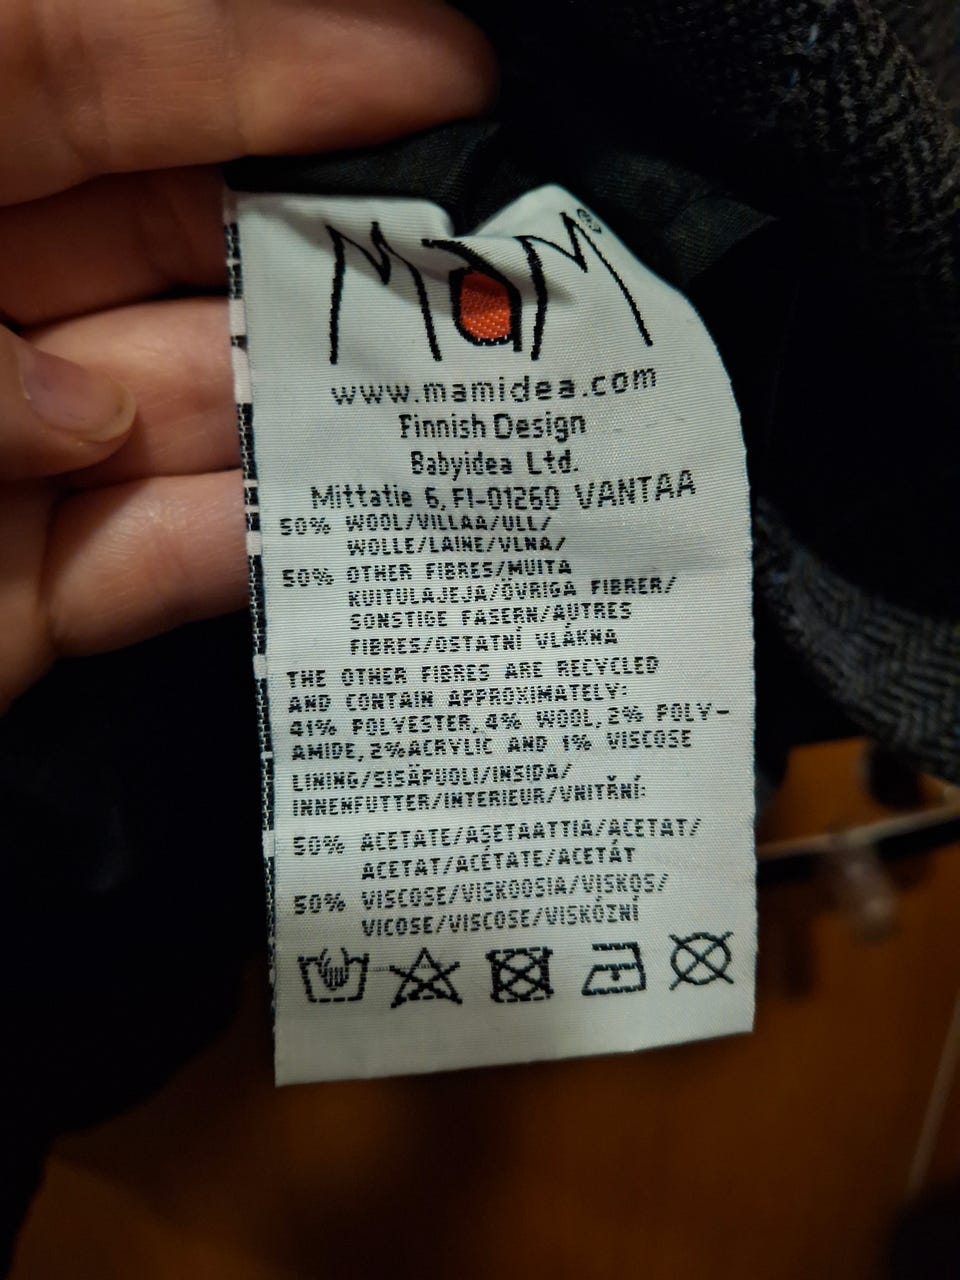 MaM
www.mamidea.com
Finnish Design
Babyidea Ltd.
Mittatie 6, FI-01260 VANTAA
50% WOOL/VILLAA/ULL/
WOLLE/LAINE/VLNA/
50% OTHER FIBRES/MUITA
KUITULAJEJA/ÖVRIGA FIBRER/
SONSTIGE FASERN/AUTRES
FIBRES/OSTATNÍ VLÁKNA
THE OTHER FIBRES ARE RECYCLED
AND CONTAIN APPROXIMATELY:
41% POLYESTER, 4% WOOL, 2% POLY-
AMIDE, 2%ACRYLIC AND 1% VISCOSE
LINING/SISÄPUOLI/INSIDA/
INNENFUTTER/INTERIEUR/VNITŘNÍ:
50% ACETATE/ASETAATTIA/ACETAT/
ACETAT/ACÉTATE/ACETÁT
50% VISCOSE/VISKOOSIA/VISKOS/
VICOSE/VISCOSE/VISKÓZNÍ